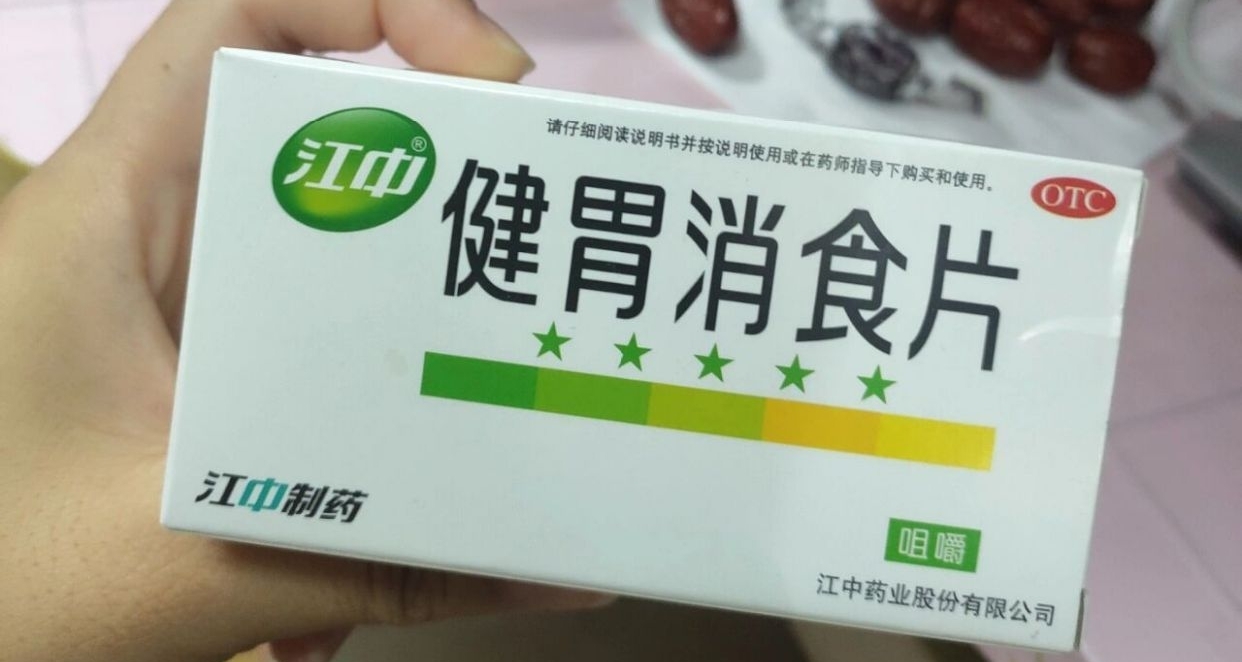 请仔细阅读说明书并按说明使用或在药师指导下购买和使用。
江中®
OTC
健胃消食片
江中制药
咀嚼
江中药业股份有限公司